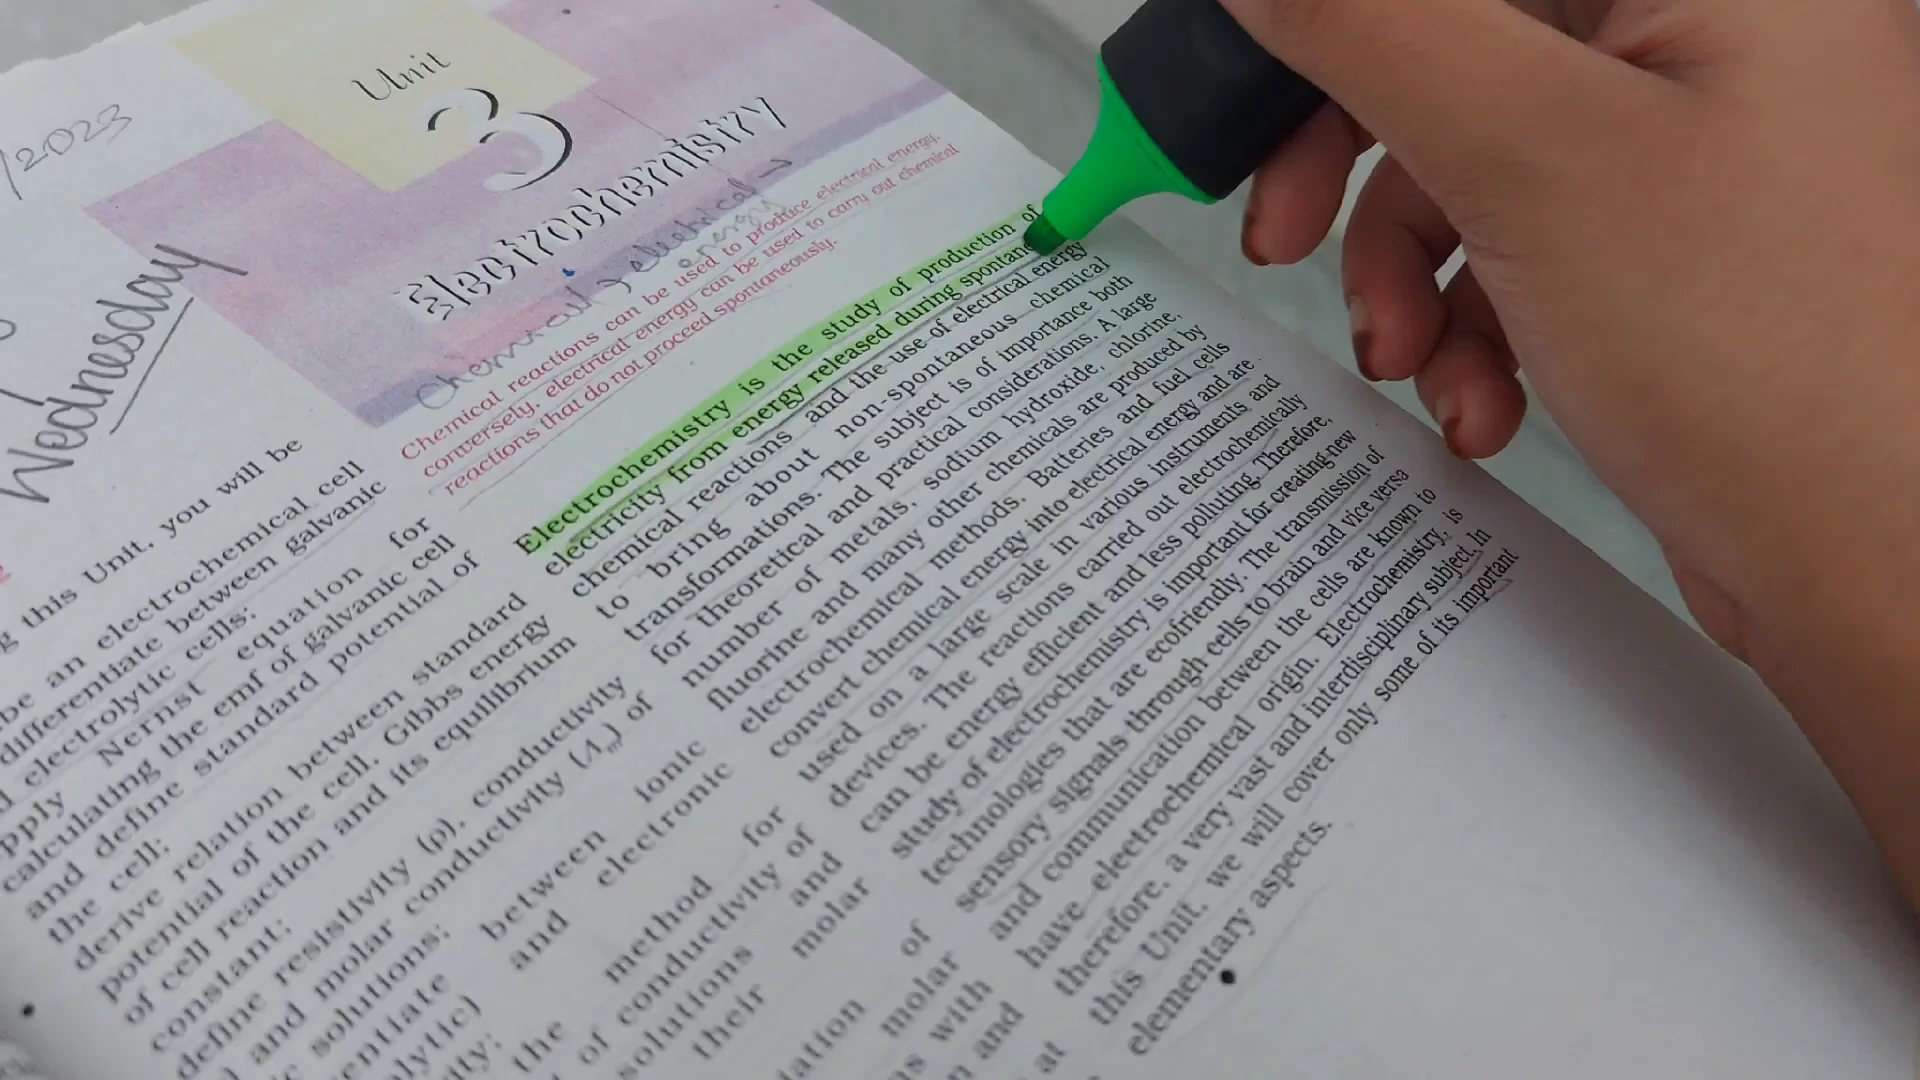 /2023
Wednesday
Unit
3
Electrochemistry
Chemical → electrical →
energy
Chemical reactions can be used to produce electrical energy,
conversely, electrical energy can be used to carry out chemical
reactions that do not proceed spontaneously.
g this Unit, you will be
be an electrochemical cell
differentiate between galvanic
electrolytic cells;
pply Nernst equation for
calculating the emf of galvanic cell
and define standard potential of
the cell;
derive relation between standard
potential of the cell, Gibbs energy
of cell reaction and its equilibrium
constant;
define resistivity (ρ), conductivity
and molar conductivity (Λm) of
solutions;
entiate between ionic
lytic) and electronic
ity;
the method for
of conductivity of
solutions and
their molar
iation of
molar
as with
n and
at
Electrochemistry is the study of production of
electricity from energy released during spontane
chemical reactions and the use of electrical energy
to bring about non-spontaneous chemical
transformations. The subject is of importance both
for theoretical and practical considerations. A large
number of metals, sodium hydroxide, chlorine,
fluorine and many other chemicals are produced by
electrochemical methods. Batteries and fuel cells
convert chemical energy into electrical energy and are
used on a large scale in various instruments and
devices. The reactions carried out electrochemically
can be energy efficient and less polluting. Therefore,
study of electrochemistry is important for creating new
technologies that are ecofriendly. The transmission of
sensory signals through cells to brain and vice versa
and communication between the cells are known to
have electrochemical origin. Electrochemistry, is
therefore, a very vast and interdisciplinary subject. In
this Unit, we will cover only some of its important
elementary aspects.